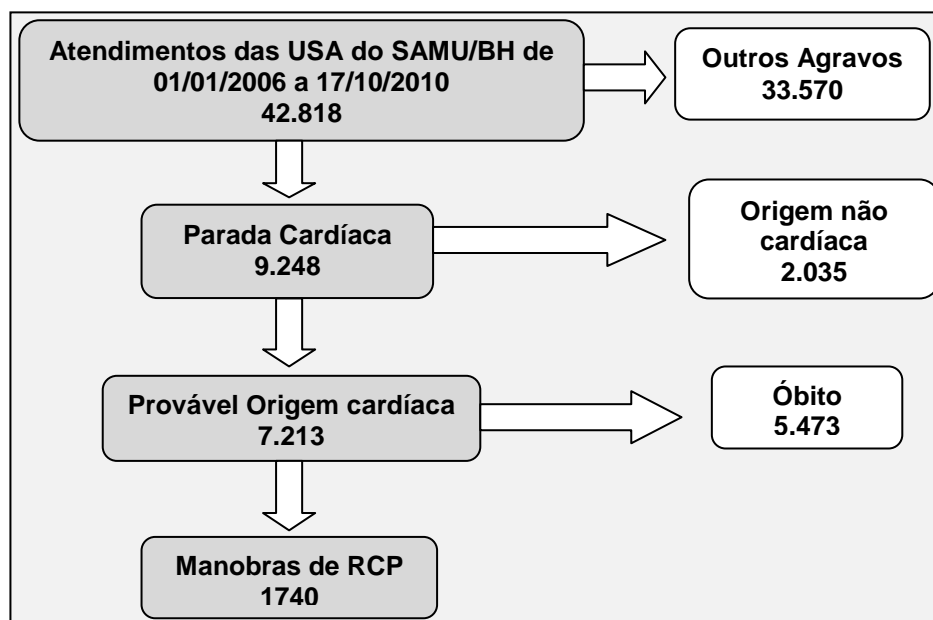 Atendimentos das USA do SAMU/BH de
01/01/2006 a 17/10/2010
42.818
Outros Agravos
33.570
Parada Cardíaca
9.248
Origem não
cardíaca
2.035
Provável Origem cardíaca
7.213
Óbito
5.473
Manobras de RCP
1740